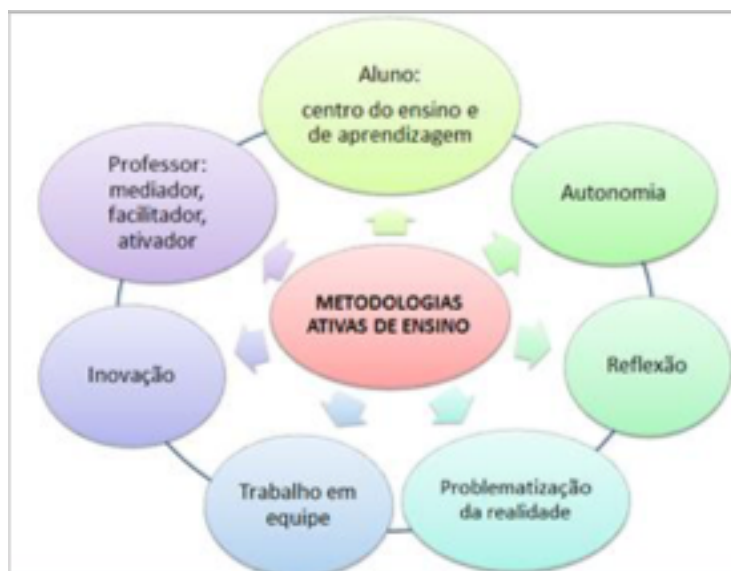 Aluno:
centro do ensino e
de aprendizagem
Autonomia
Reflexão
Problematização
da realidade
Trabalho em
equipe
Inovação
Professor:
mediador,
facilitador,
ativador
METODOLOGIAS
ATIVAS DE ENSINO